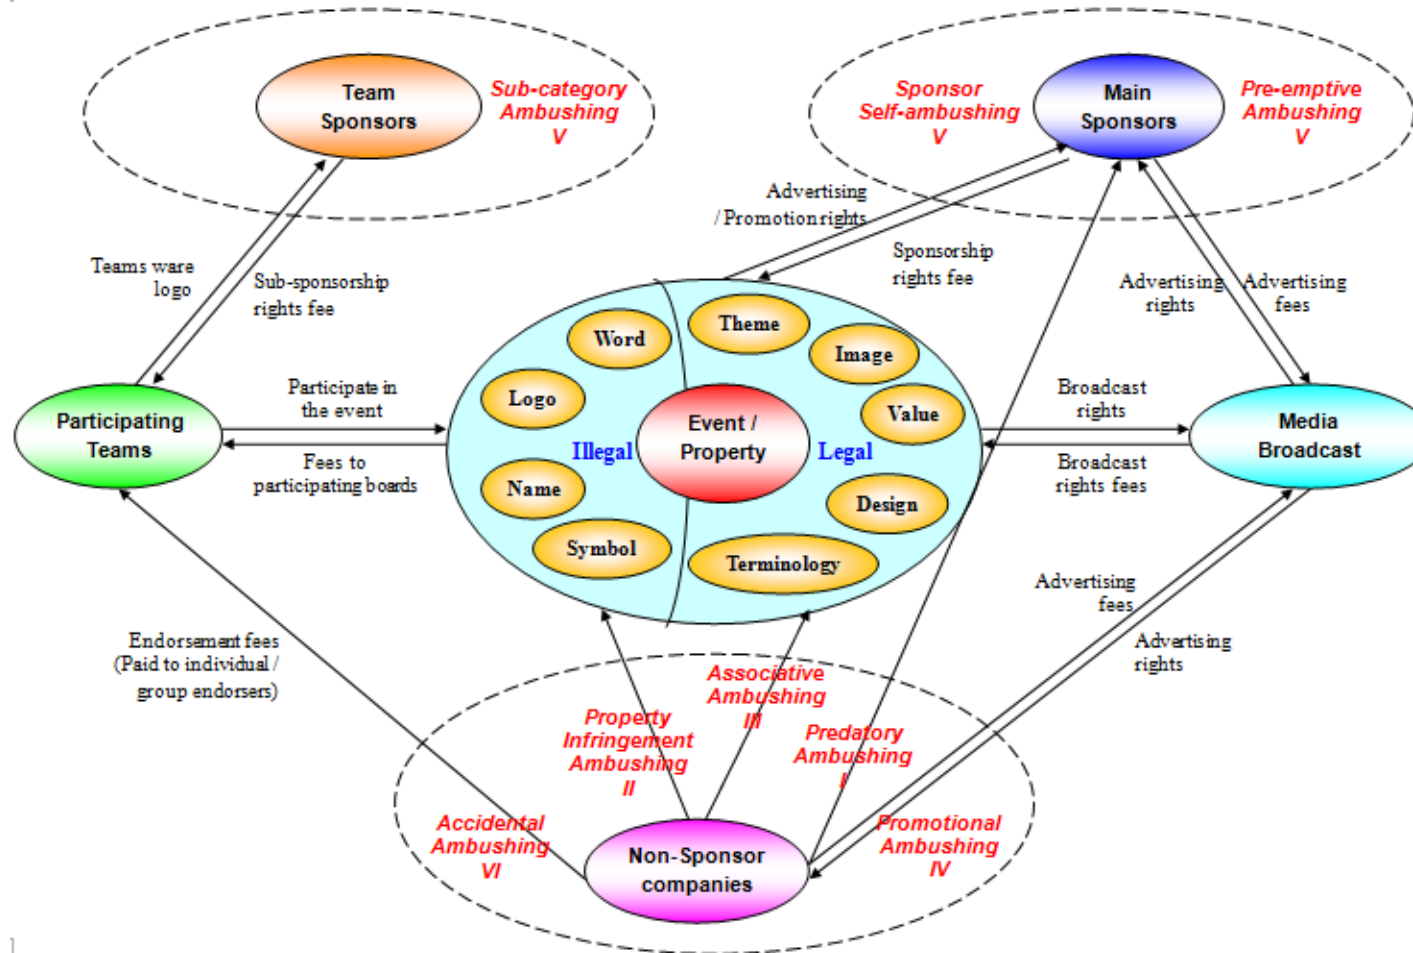 Team
Sponsors
Sub-category
Ambushing
V
Sponsor
Self-ambushing
V
Main
Sponsors
Pre-emptive
Ambushing
V
Advertising
/ Promotion rights
Sponsorship
rights fee
Teams ware
logo
Sub-sponsorship
rights fee
Advertising
rights
Advertising
fees
Word
Theme
Image
Logo
Value
Participating
Teams
Participate in
the event
Fees to
participating boards
Illegal
Event /
Property
Legal
Broadcast
rights
Broadcast
rights fees
Media
Broadcast
Name
Design
Symbol
Terminology
Endorsement fees
(Paid to individual /
group endorsers)
Advertising
fees
Advertising
rights
Property
Infringement
Ambushing
II
Associative
Ambushing
III
Predatory
Ambushing
I
Accidental
Ambushing
VI
Non-Sponsor
companies
Promotional
Ambushing
IV